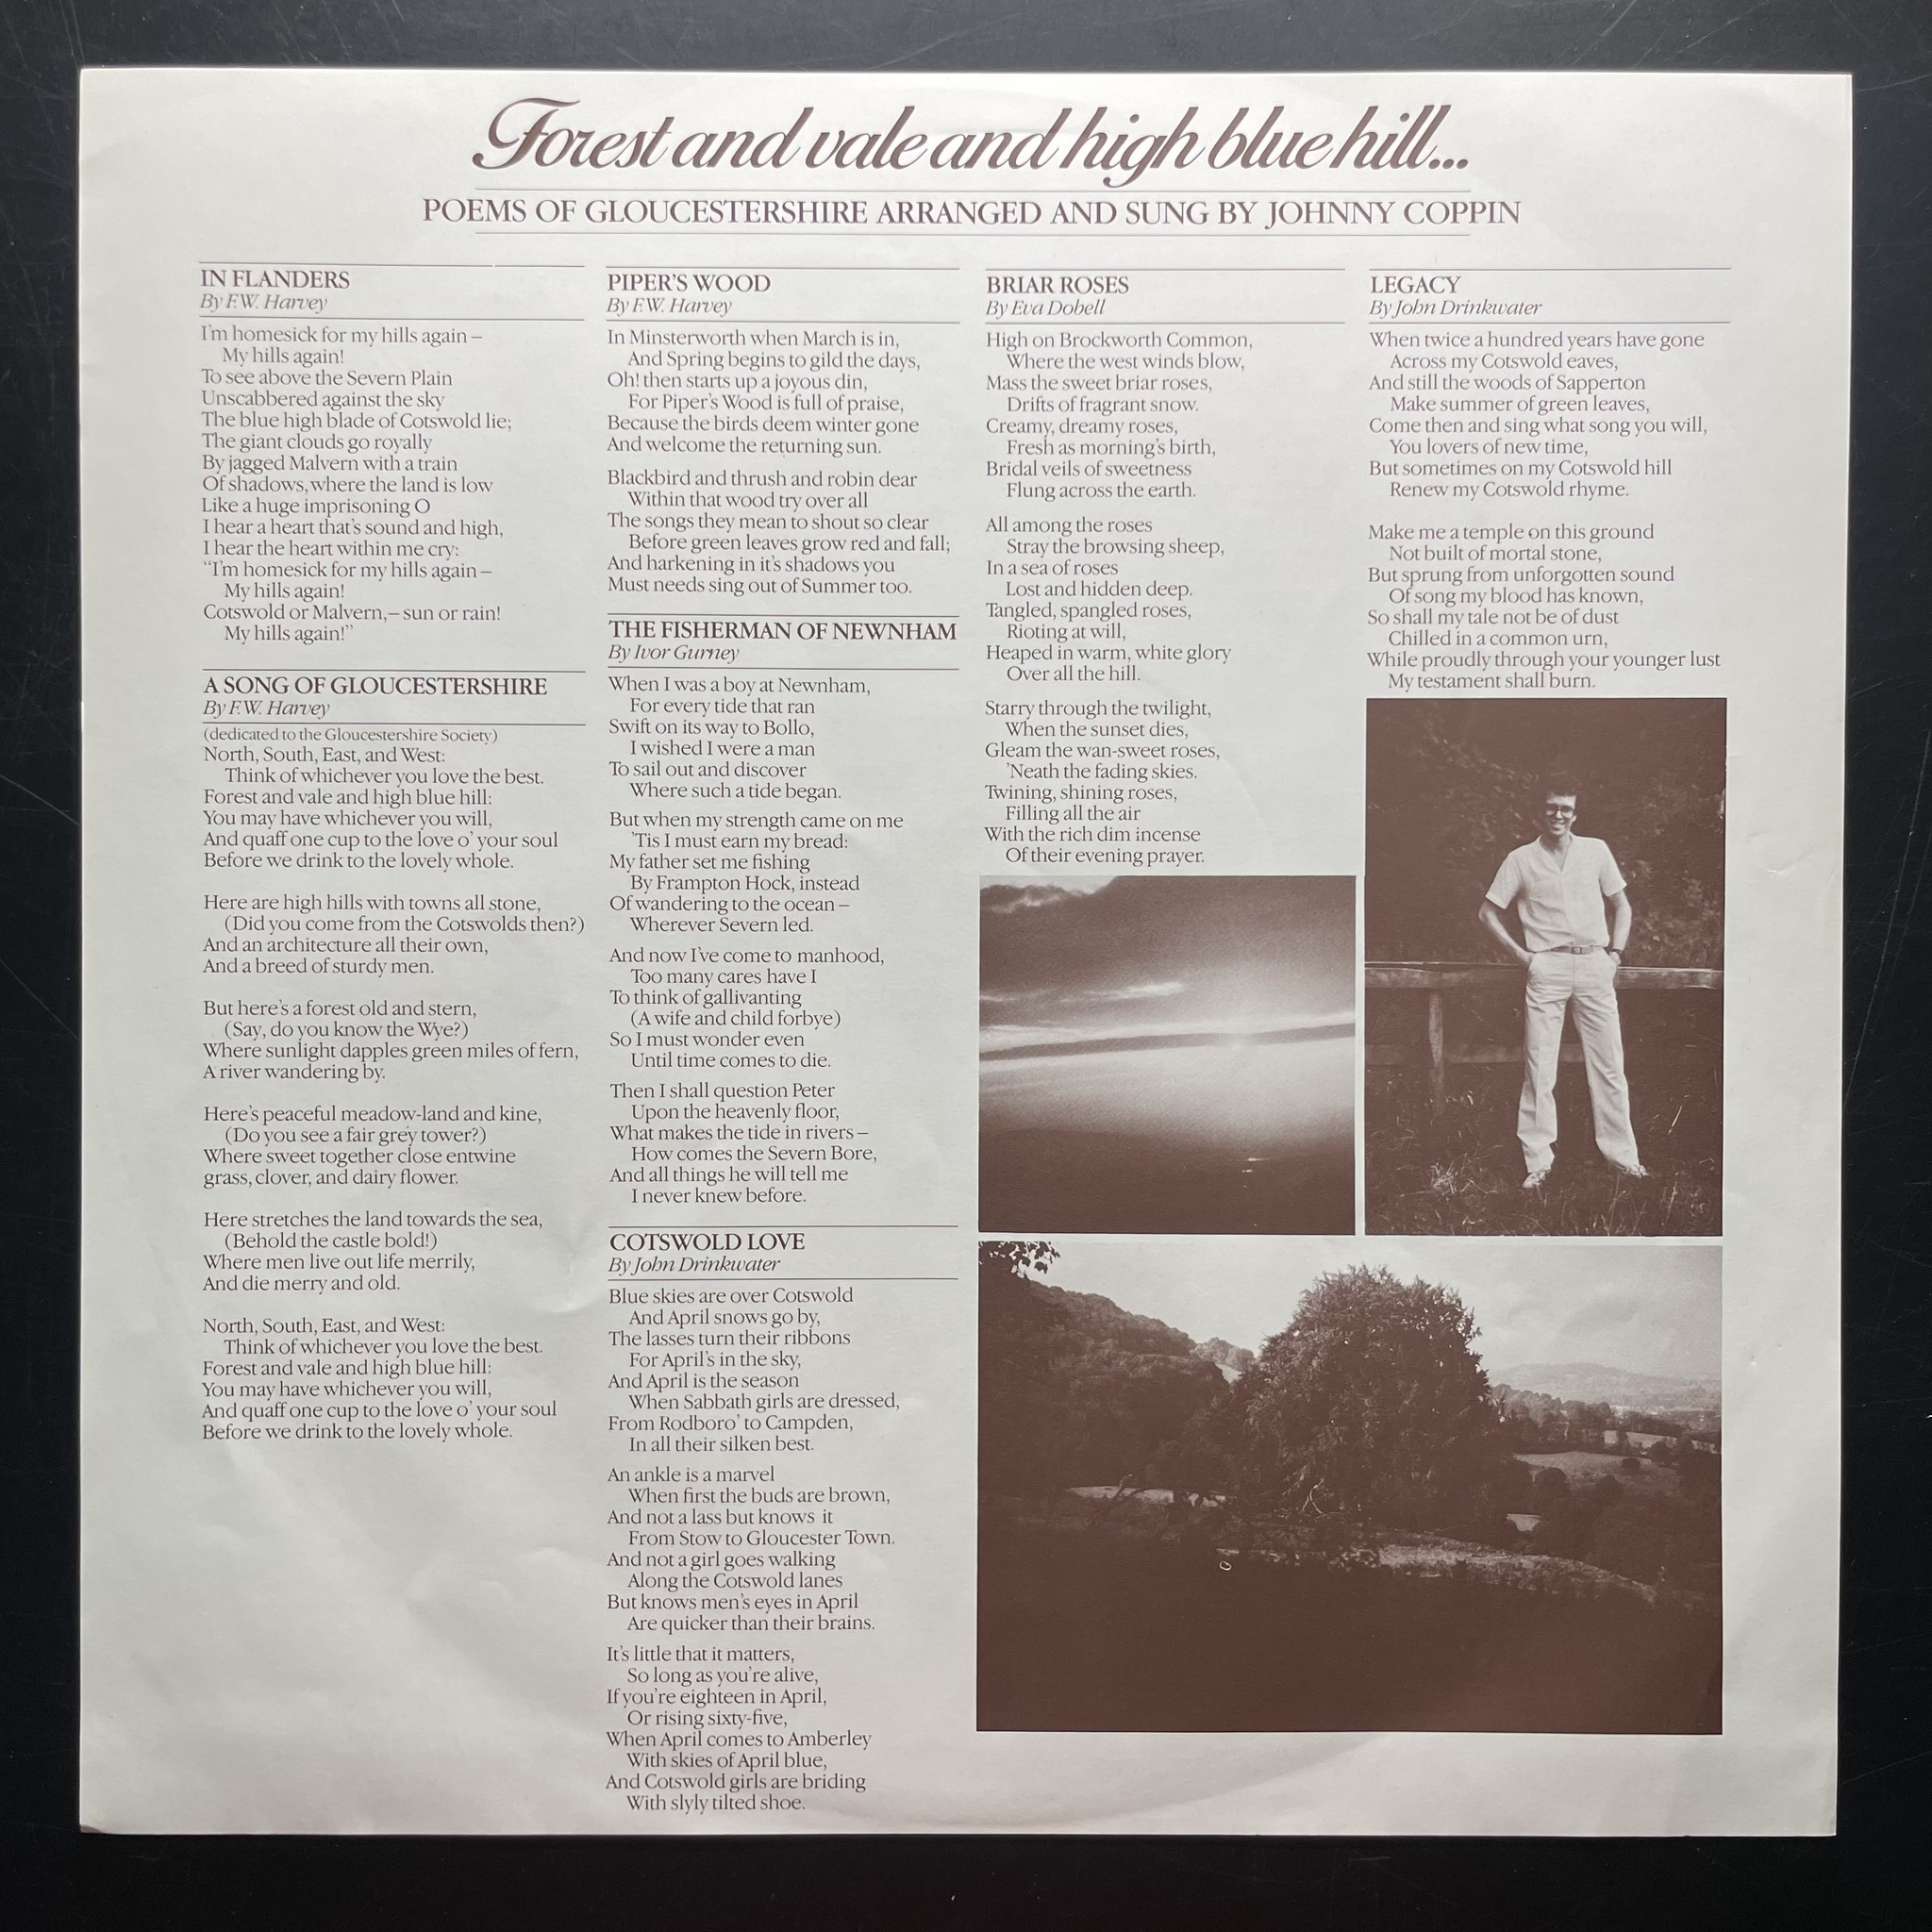 Forest and vale and high blue hill...
POEMS OF GLOUCESTERSHIRE ARRANGED AND SUNG BY JOHNNY COPPIN
IN FLANDERS
By F.W. Harvey
I'm homesick for my hills again –
My hills again!
To see above the Severn Plain
Unscabbered against the sky
The blue high blade of Cotswold lie;
The giant clouds go royally
By jagged Malvern with a train
Of shadows, where the land is low
Like a huge imprisoning O
I hear a heart that's sound and high,
I hear the heart within me cry:
“I'm homesick for my hills again –
My hills again!
Cotswold or Malvern, – sun or rain!
My hills again!”
A SONG OF GLOUCESTERSHIRE
By F.W. Harvey
(dedicated to the Gloucestershire Society)
North, South, East, and West:
Think of whichever you love the best.
Forest and vale and high blue hill:
You may have whichever you will,
And quaff one cup to the love o' your soul
Before we drink to the lovely whole.
Here are high hills with towns all stone,
(Did you come from the Cotswolds then?)
And an architecture all their own,
And a breed of sturdy men.
But here's a forest old and stern,
(Say, do you know the Wye?)
Where sunlight dapples green miles of fern,
A river wandering by.
Here's peaceful meadow-land and kine,
(Do you see a fair grey tower?)
Where sweet together close entwine
grass, clover, and dairy flower.
Here stretches the land towards the sea,
(Behold the castle bold!)
Where men live out life merrily,
And die merry and old.
North, South, East, and West:
Think of whichever you love the best.
Forest and vale and high blue hill:
You may have whichever you will,
And quaff one cup to the love o' your soul
Before we drink to the lovely whole.
PIPER'S WOOD
By F.W. Harvey
In Minsterworth when March is in,
And Spring begins to gild the days,
Oh! then starts up a joyous din,
For Piper's Wood is full of praise,
Because the birds deem winter gone
And welcome the returning sun.
Blackbird and thrush and robin dear
Within that wood try over all
The songs they mean to shout so clear
Before green leaves grow red and fall;
And harkening in it's shadows you
Must needs sing out of Summer too.
THE FISHERMAN OF NEWNHAM
By Ivor Gurney
When I was a boy at Newnham,
For every tide that ran
Swift on its way to Bollo,
I wished I were a man
To sail out and discover
Where such a tide began.
But when my strength came on me
'Tis I must earn my bread:
My father set me fishing
By Frampton Hock, instead
Of wandering to the ocean –
Wherever Severn led.
And now I've come to manhood,
Too many cares have I
To think of gallivanting
(A wife and child forbye)
So I must wonder even
Until time comes to die.
Then I shall question Peter
Upon the heavenly floor,
What makes the tide in rivers –
How comes the Severn Bore,
And all things he will tell me
I never knew before.
COTSWOLD LOVE
By John Drinkwater
Blue skies are over Cotswold
And April snows go by,
The lasses turn their ribbons
For April's in the sky,
And April is the season
When Sabbath girls are dressed,
From Rodboro' to Campden,
In all their silken best.
An ankle is a marvel
When first the buds are brown,
And not a lass but knows it
From Stow to Gloucester Town.
And not a girl goes walking
Along the Cotswold lanes
But knows men's eyes in April
Are quicker than their brains.
It's little that it matters,
So long as you're alive,
If you're eighteen in April,
Or rising sixty-five,
When April comes to Amberley
With skies of April blue,
And Cotswold girls are briding
With slyly tilted shoe.
BRIAR ROSES
By Eva Dobell
High on Brockworth Common,
Where the west winds blow,
Mass the sweet briar roses,
Drifts of fragrant snow.
Creamy, dreamy roses,
Fresh as morning's birth,
Bridal veils of sweetness
Flung across the earth.
All among the roses
Stray the browsing sheep,
In a sea of roses
Lost and hidden deep.
Tangled, spangled roses,
Rioting at will,
Heaped in warm, white glory
Over all the hill.
Starry through the twilight,
When the sunset dies,
Gleam the wan-sweet roses,
'Neath the fading skies.
Twining, shining roses,
Filling all the air
With the rich dim incense
Of their evening prayer.
LEGACY
By John Drinkwater
When twice a hundred years have gone
Across my Cotswold eaves,
And still the woods of Sapperton
Make summer of green leaves,
Come then and sing what song you will,
You lovers of new time,
But sometimes on my Cotswold hill
Renew my Cotswold rhyme.
Make me a temple on this ground
Not built of mortal stone,
But sprung from unforgotten sound
Of song my blood has known,
So shall my tale not be of dust
Chilled in a common urn,
While proudly through your younger lust
My testament shall burn.